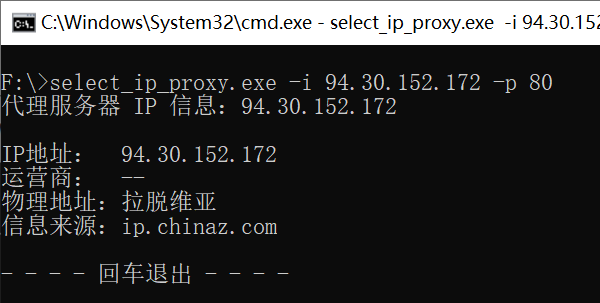 C:\Windows\System32\cmd.exe - select_ip_proxy.exe -i 94.30.152.172
F:\>select_ip_proxy.exe -i 94.30.152.172 -p 80
代理服务器 IP 信息：94.30.152.172
IP地址： 94.30.152.172
运营商： --
物理地址：拉脱维亚
信息来源：ip.chinaz.com
- - - - 回车退出 - - - -